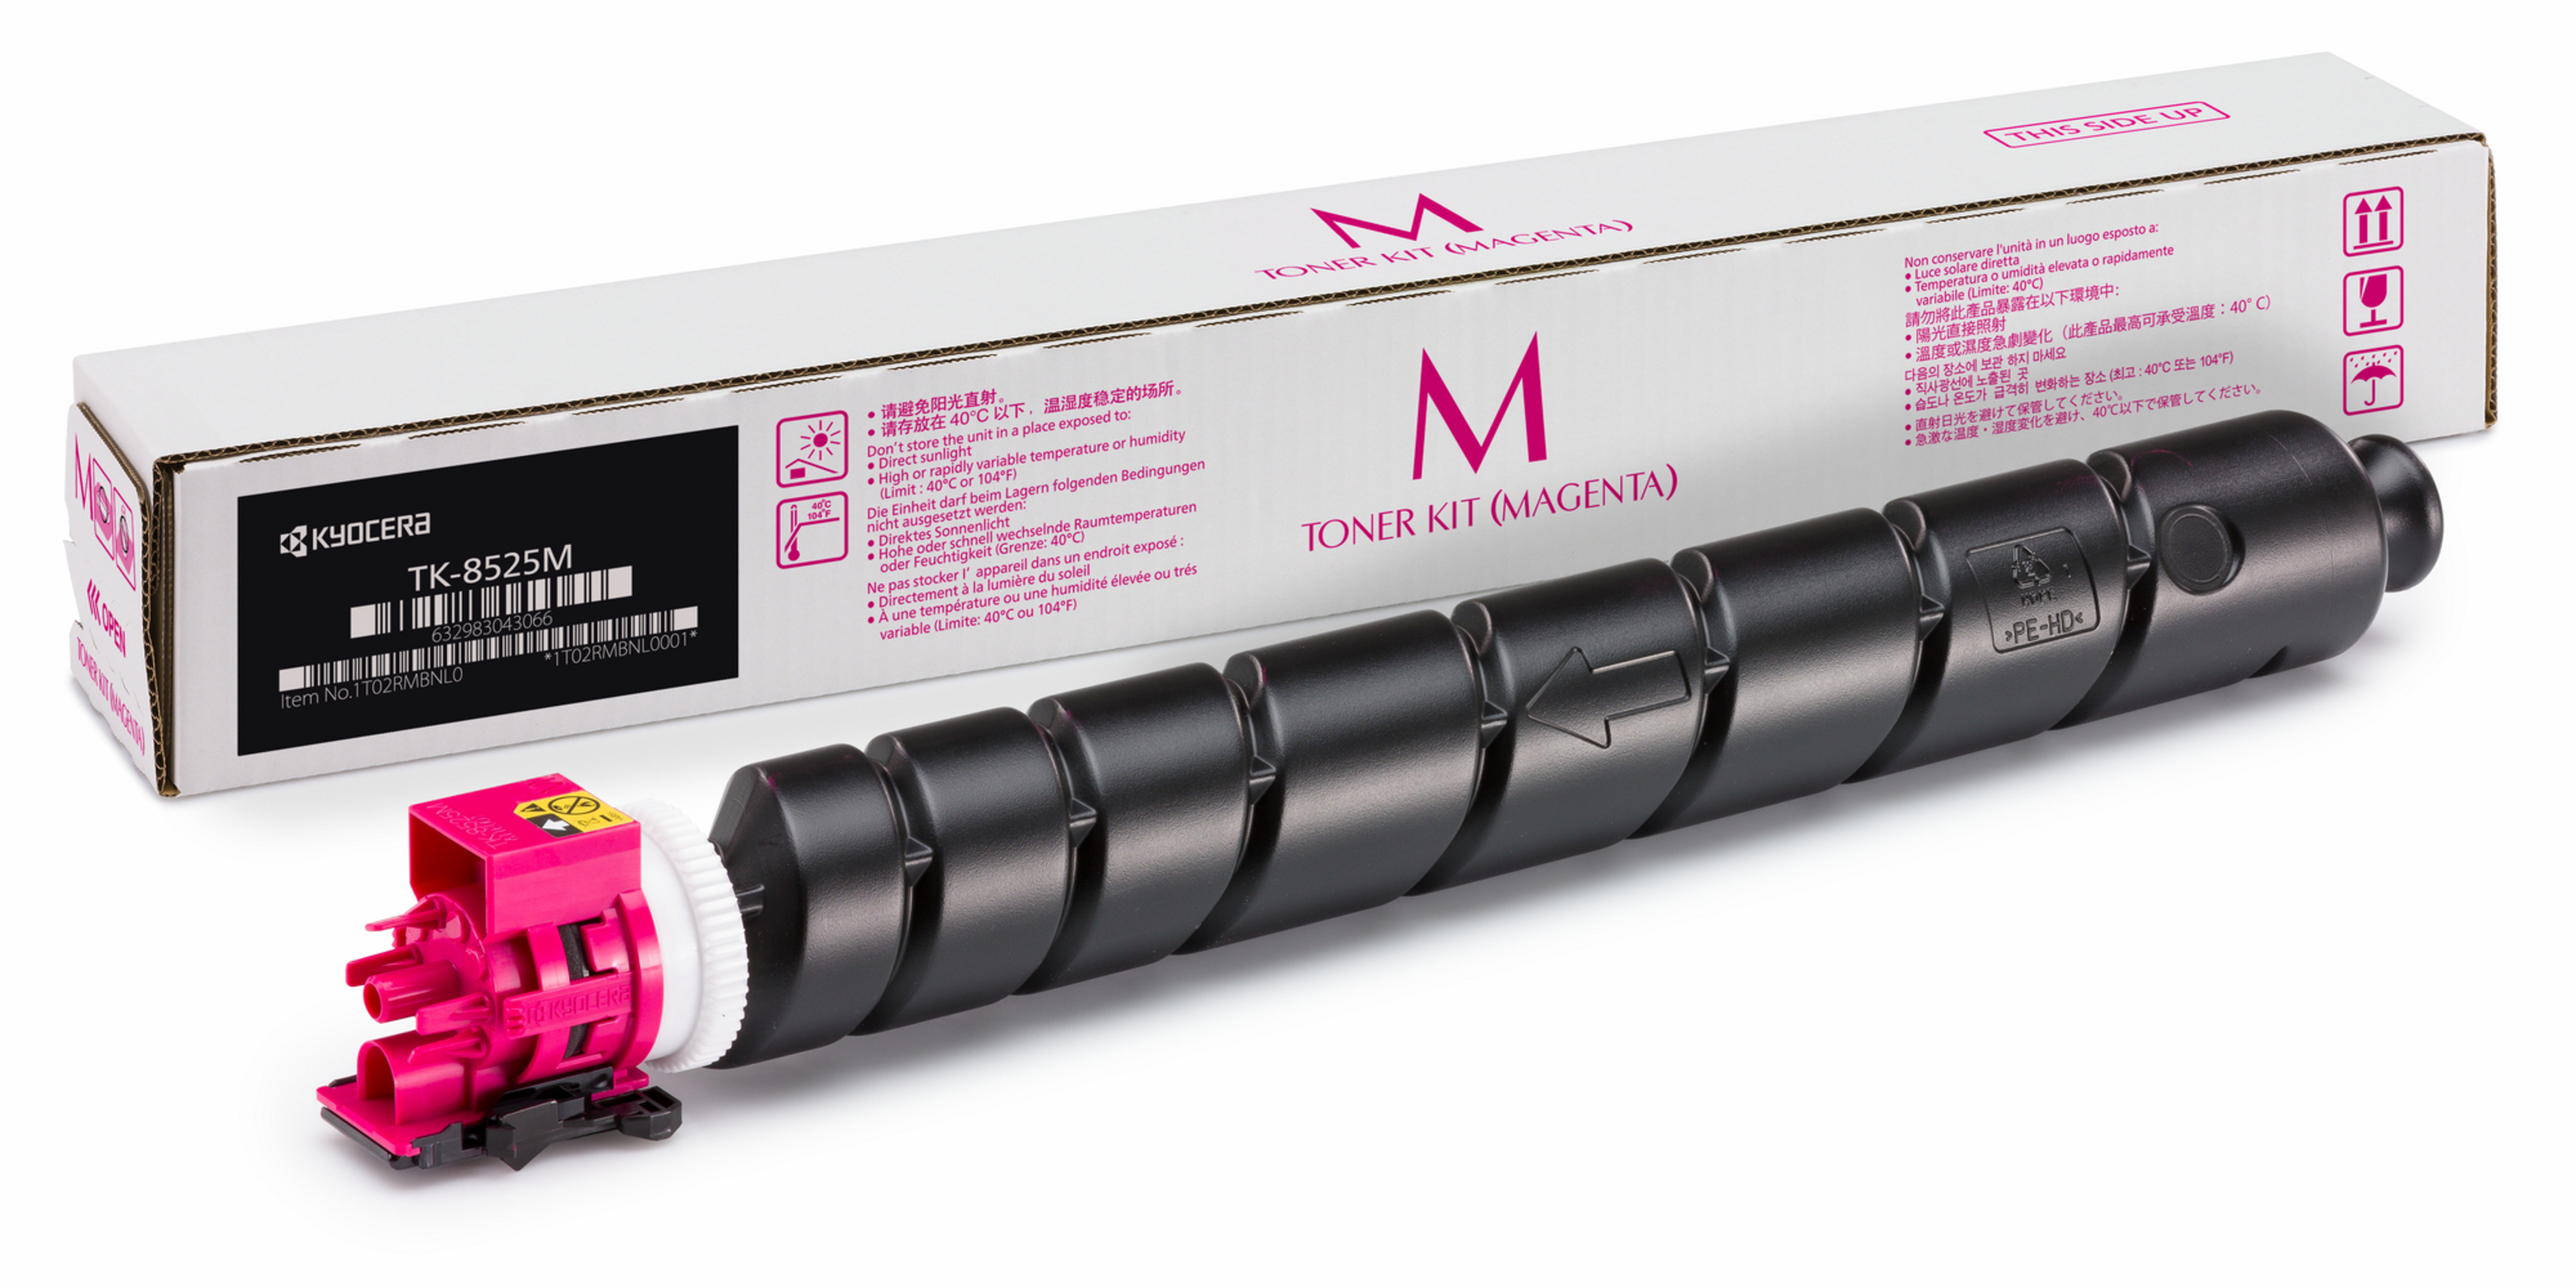 THIS SIDE UP
M
TONER KIT (MAGENTA)
M
OPEN
TONER KIT (MAGENTA)
KYOCERA
TK-8525M
632983043066
*1T02RMBNL0001*
Item No.1T02RMBNL0
40°C
104°F
• 请避免阳光直射。
• 请存放在 40°C 以下，温湿度稳定的场所。
Don't store the unit in a place exposed to:
• Direct sunlight
• High or rapidly variable temperature or humidity
(Limit : 40°C or 104°F)
Die Einheit darf beim Lagern folgenden Bedingungen
nicht ausgesetzt werden:
• Direktes Sonnenlicht
• Hohe oder schnell wechselnde Raumtemperaturen
oder Feuchtigkeit (Grenze: 40°C)
Ne pas stocker l' appareil dans un endroit exposé :
• Directement à la lumière du soleil
• À une température ou une humidité élevée ou trés
variable (Limite: 40°C ou 104°F)
M
TONER KIT (MAGENTA)
Non conservare l'unità in un luogo esposto a:
• Luce solare diretta
• Temperatura o umidità elevata o rapidamente
variabile (Limite: 40°C)
請勿將此產品暴露在以下環境中：
• 陽光直接照射
• 溫度或濕度急劇變化（此產品最高可承受溫度：40° C）
다음의 장소에 보관 하지 마세요
• 직사광선에 노출된 곳
• 습도나 온도가 급격히 변화하는 장소 (최고 : 40°C 또는 104°F)
• 直射日光を避けて保管してください。
• 急激な温度・湿度変化を避け、40℃以下で保管してください。
>PE-HD<
KYOCERA